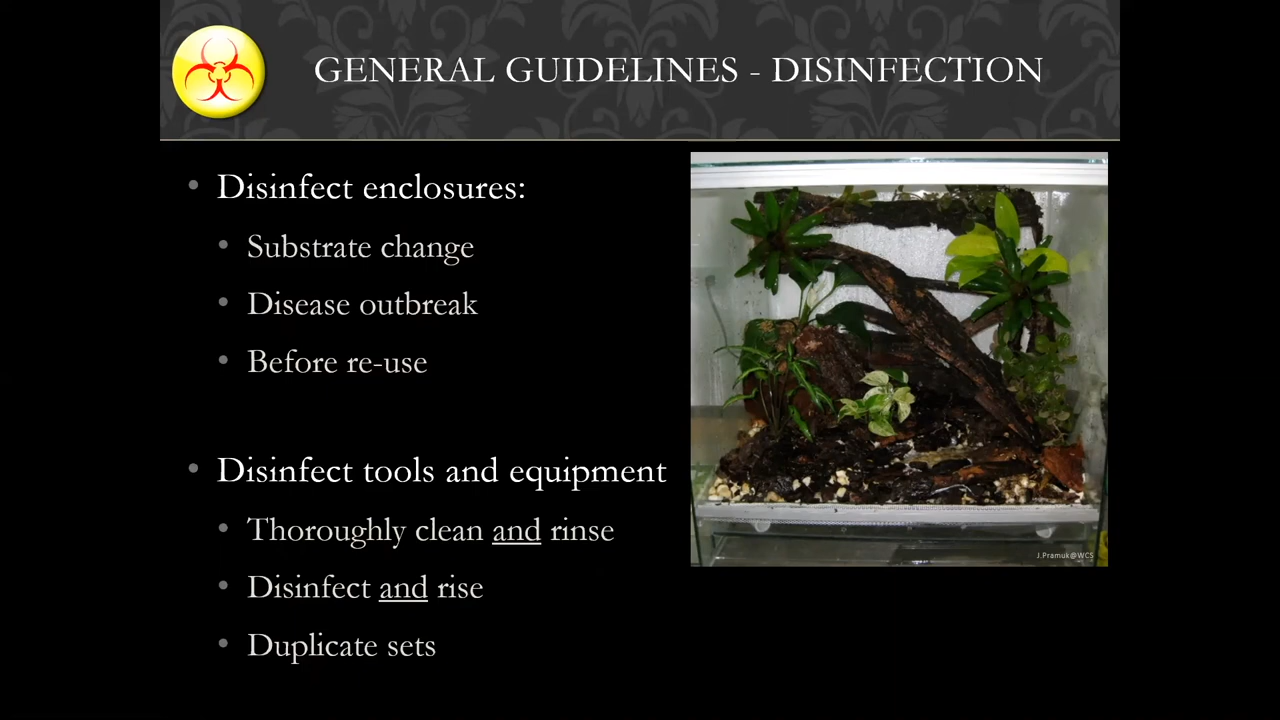 GENERAL GUIDELINES - DISINFECTION
• Disinfect enclosures:
• Substrate change
• Disease outbreak
• Before re-use
• Disinfect tools and equipment
• Thoroughly clean and rinse
• Disinfect and rise
• Duplicate sets
J.Pramuk@WCS